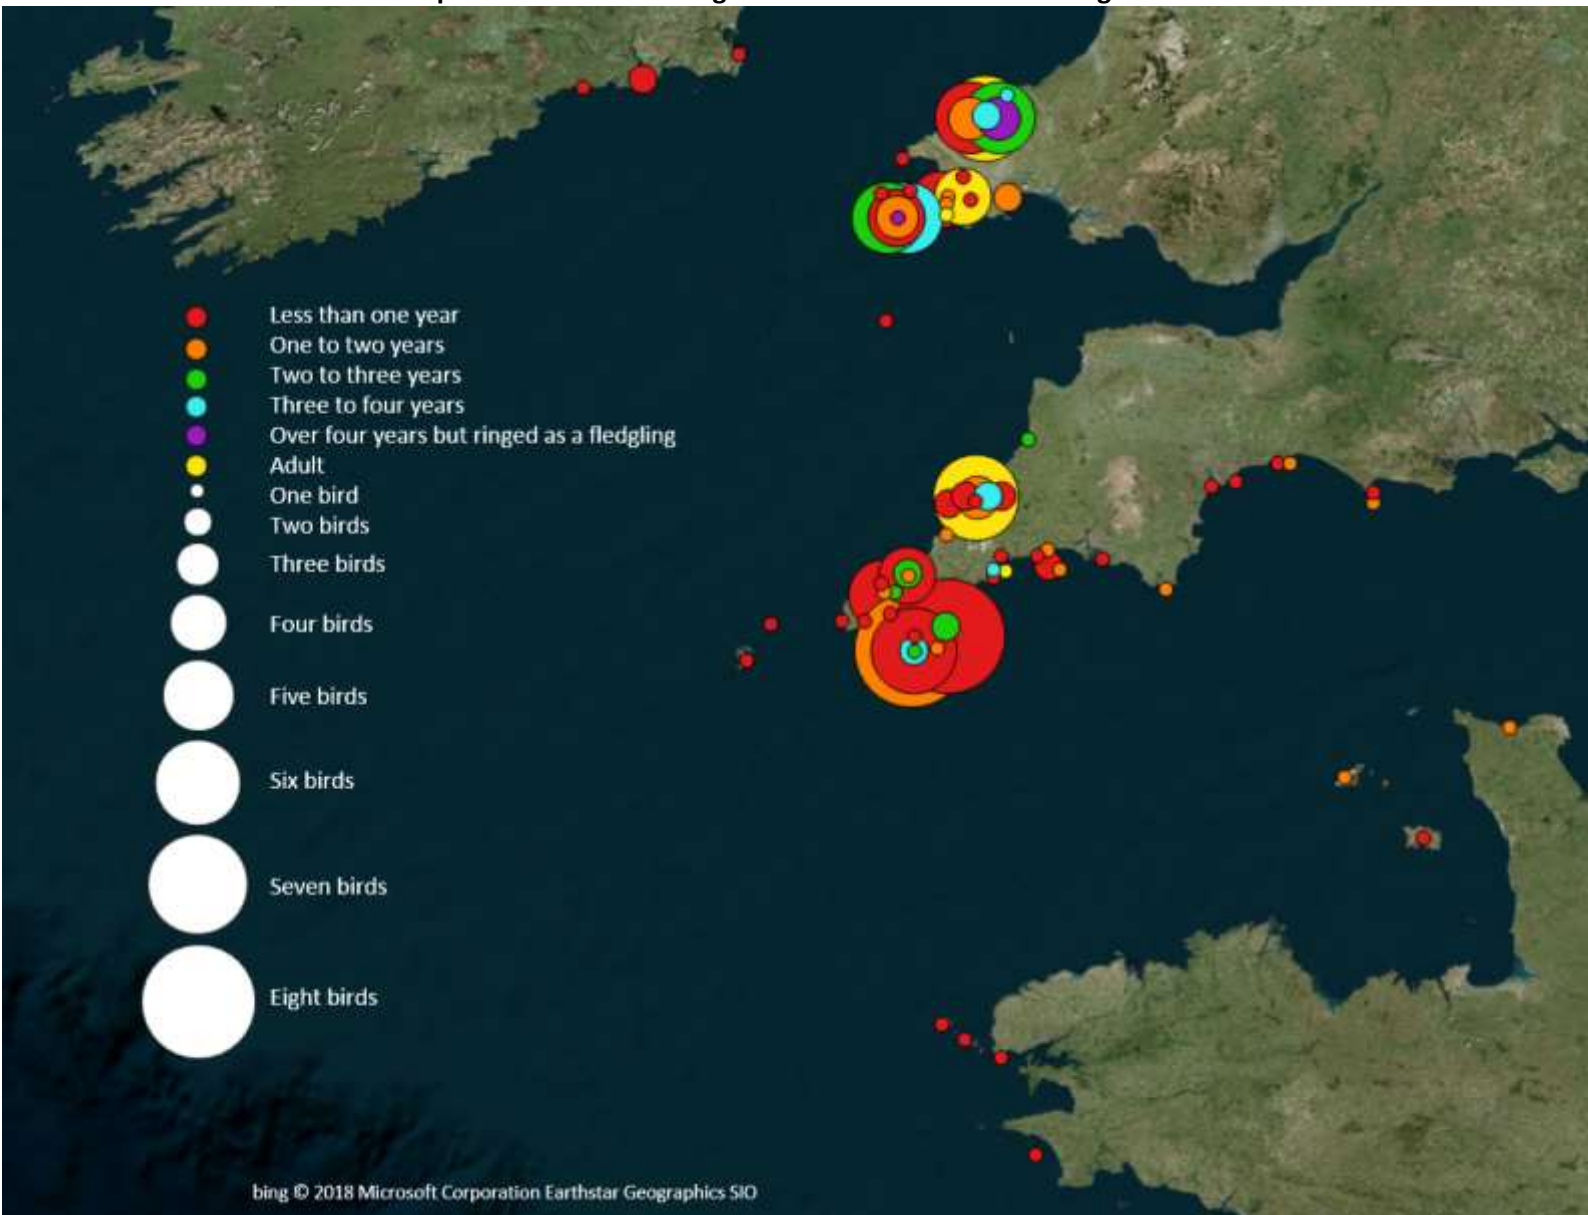 Less than one year
One to two years
Two to three years
Three to four years
Over four years but ringed as a fledgling
Adult
One bird
Two birds
Three birds
Four birds
Five birds
Six birds
Seven birds
Eight birds
bing © 2018 Microsoft Corporation Earthstar Geographics SIO